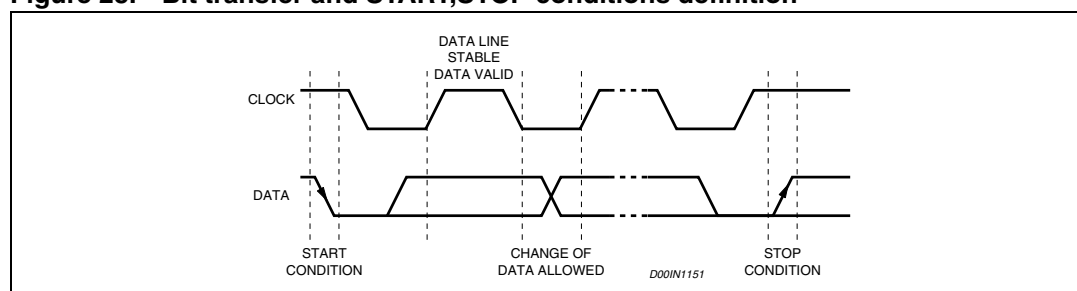 Figure 23. Bit transfer and START,STOP conditions definition
DATA LINE
STABLE
DATA VALID
CLOCK
DATA
START
CONDITION
CHANGE OF
DATA ALLOWED
D00IN1151
STOP
CONDITION